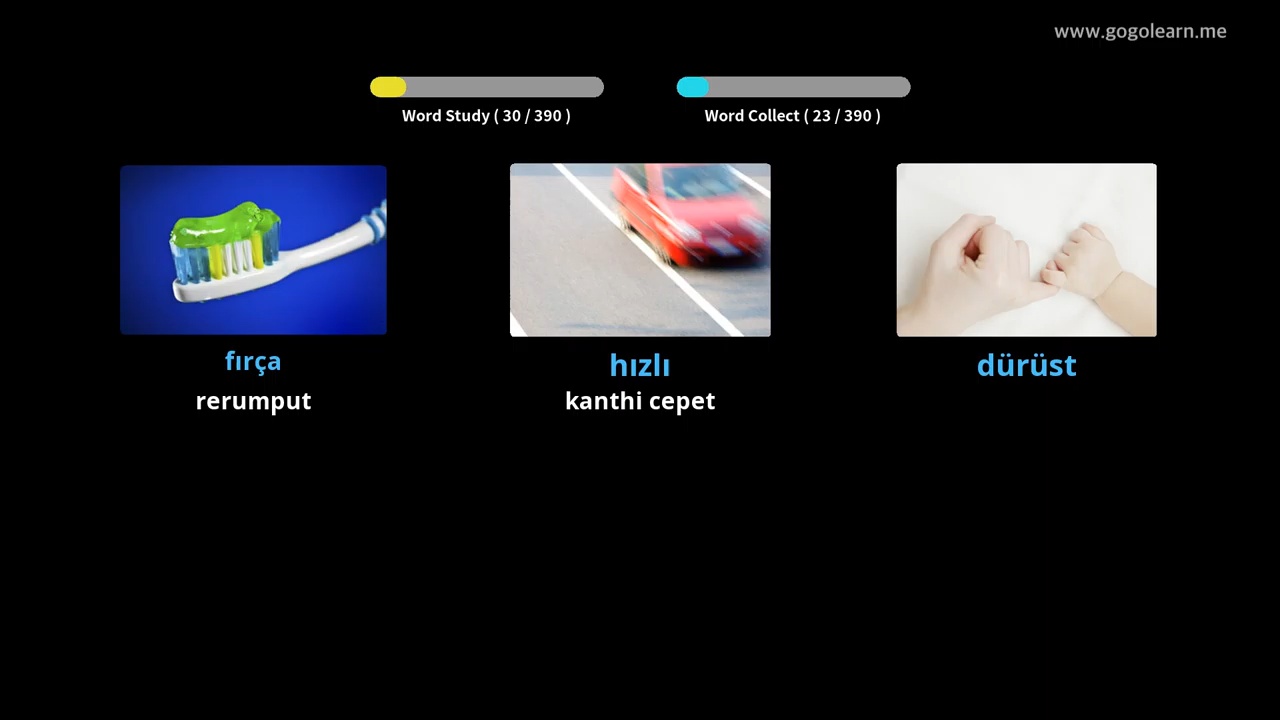 www.gogolearn.me
Word Study ( 30 / 390 )
Word Collect ( 23 / 390 )
fırça
rerumput
hızlı
kanthi cepet
dürüst